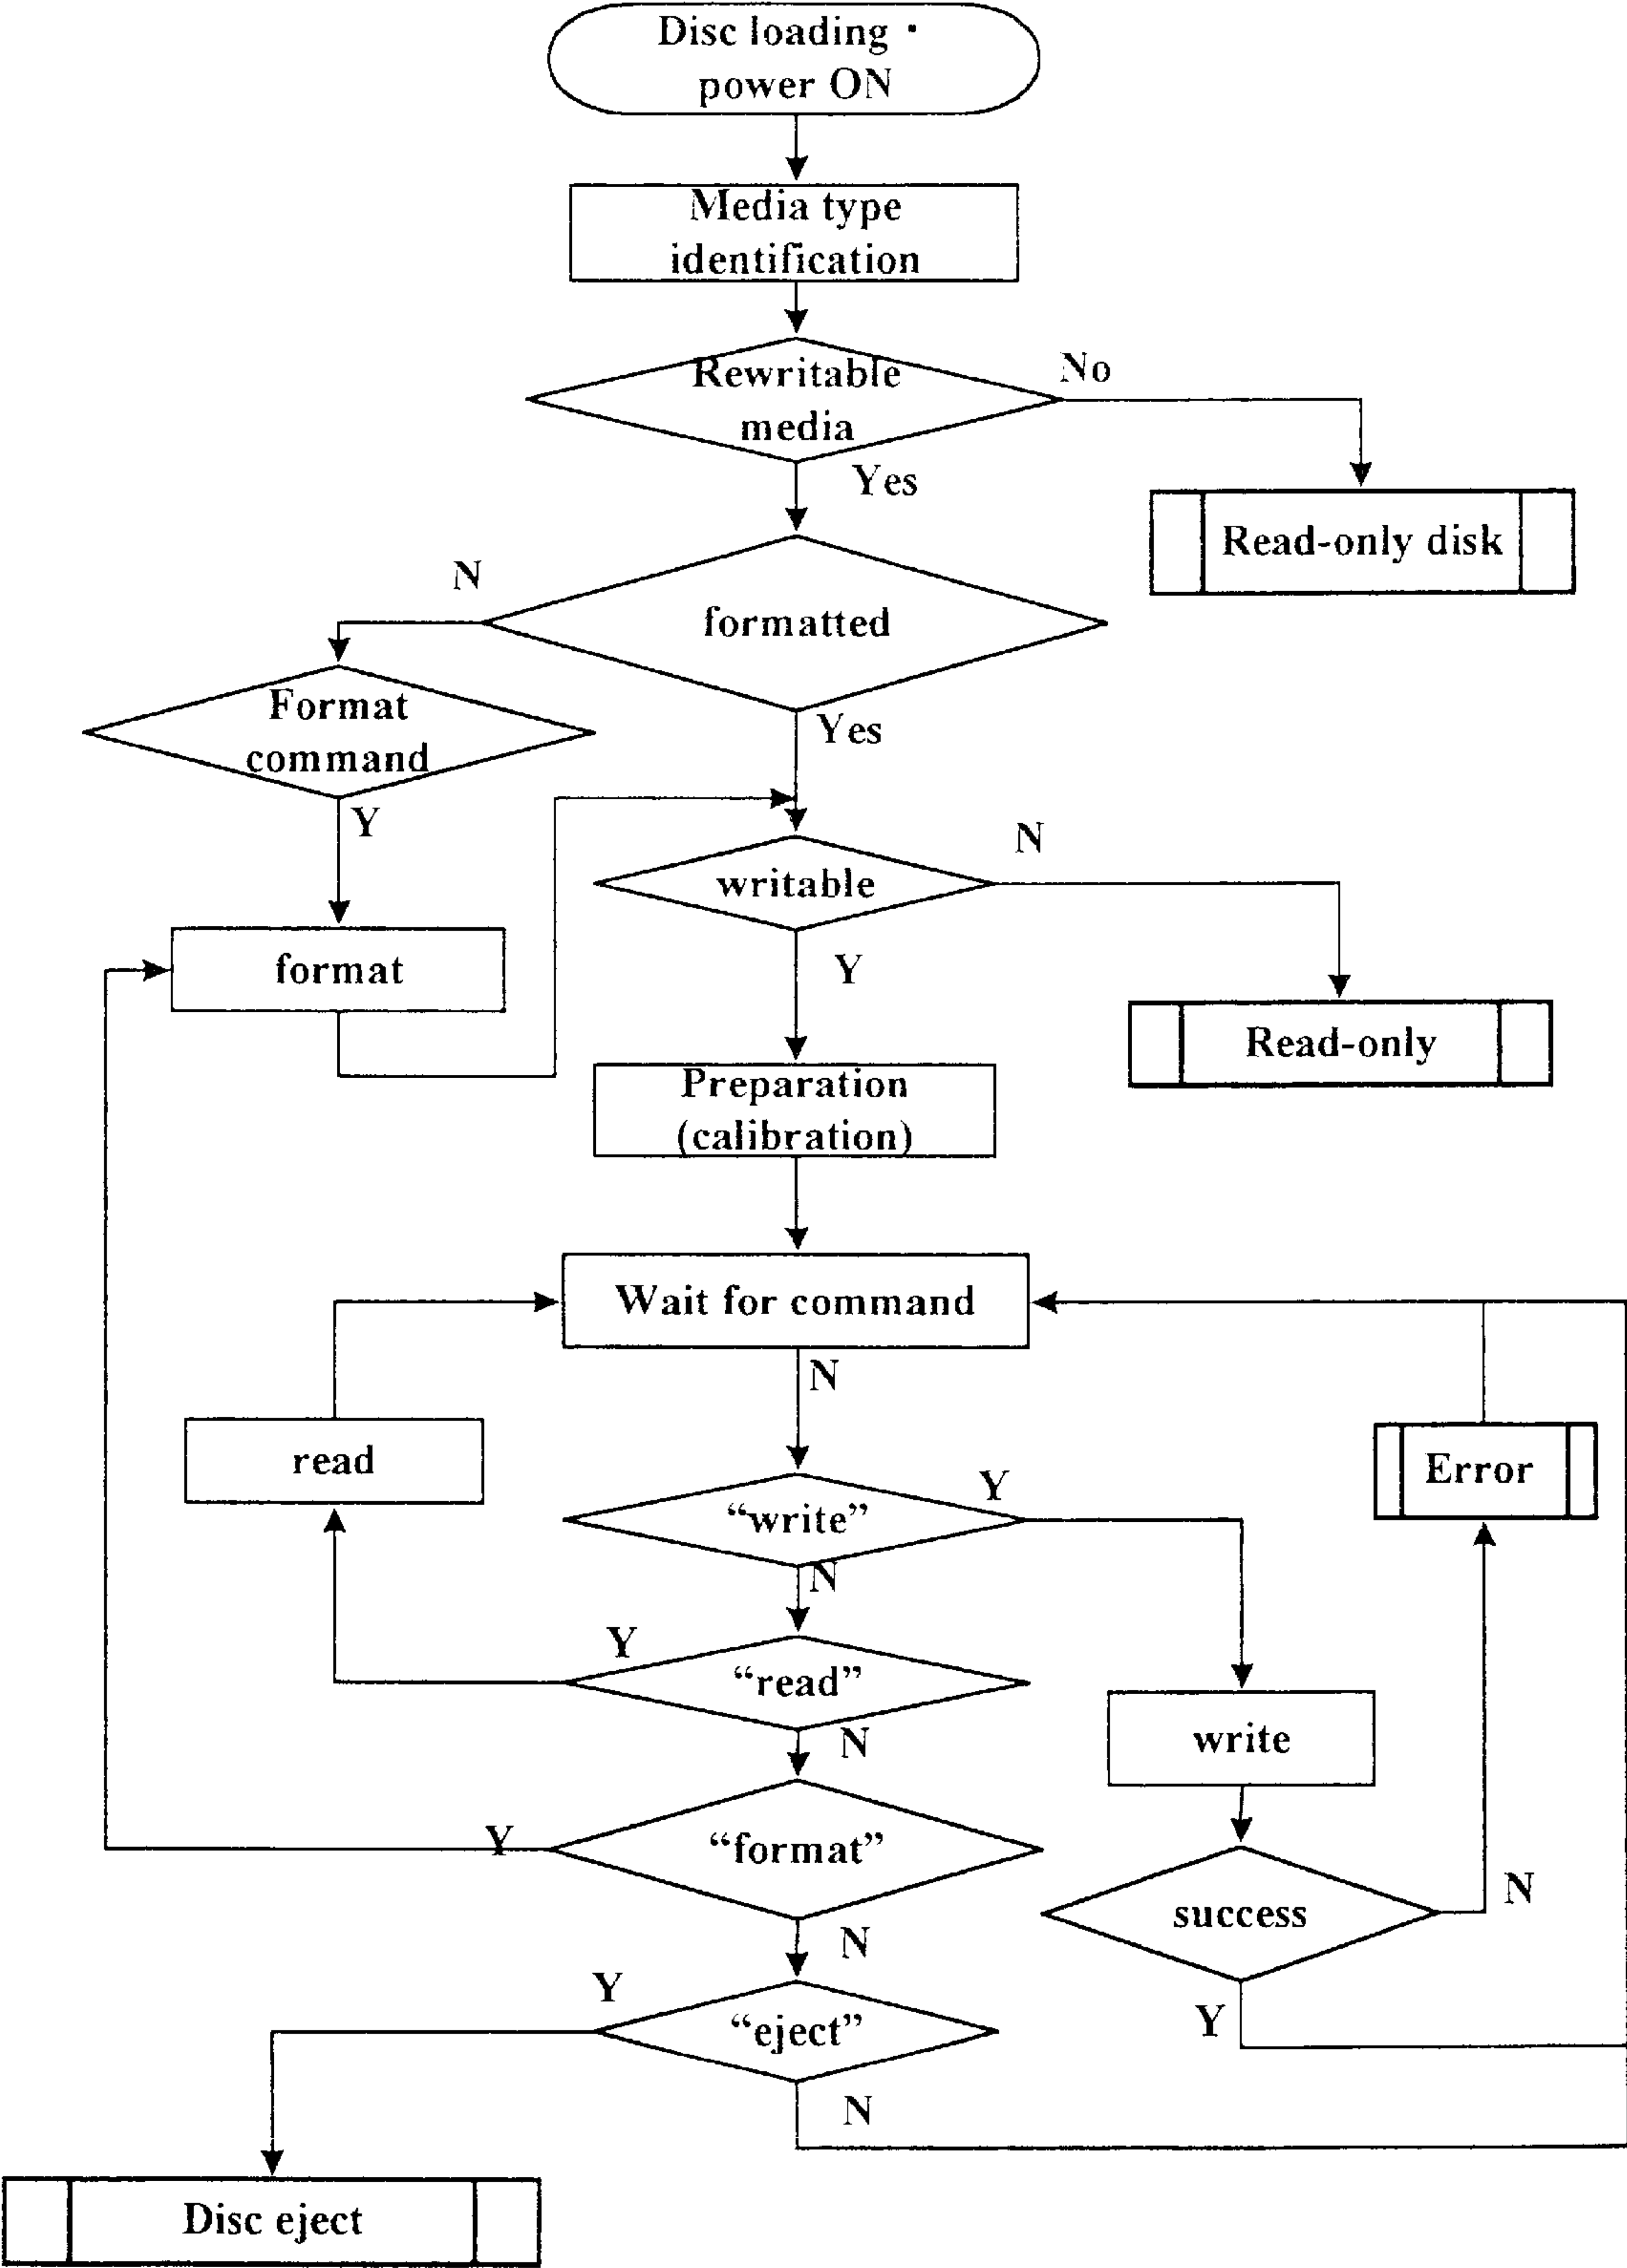 Disc loading ·
power ON
Media type
identification
Rewritable
media
No
Yes
Read-only disk
N
formatted
Format
command
Yes
Y
N
writable
format
Y
Read-only
Preparation
(calibration)
Wait for command
N
read
Error
Y
“write”
N
Y
“read”
write
N
Y
“format”
N
success
N
Y
Y
“eject”
N
Disc eject